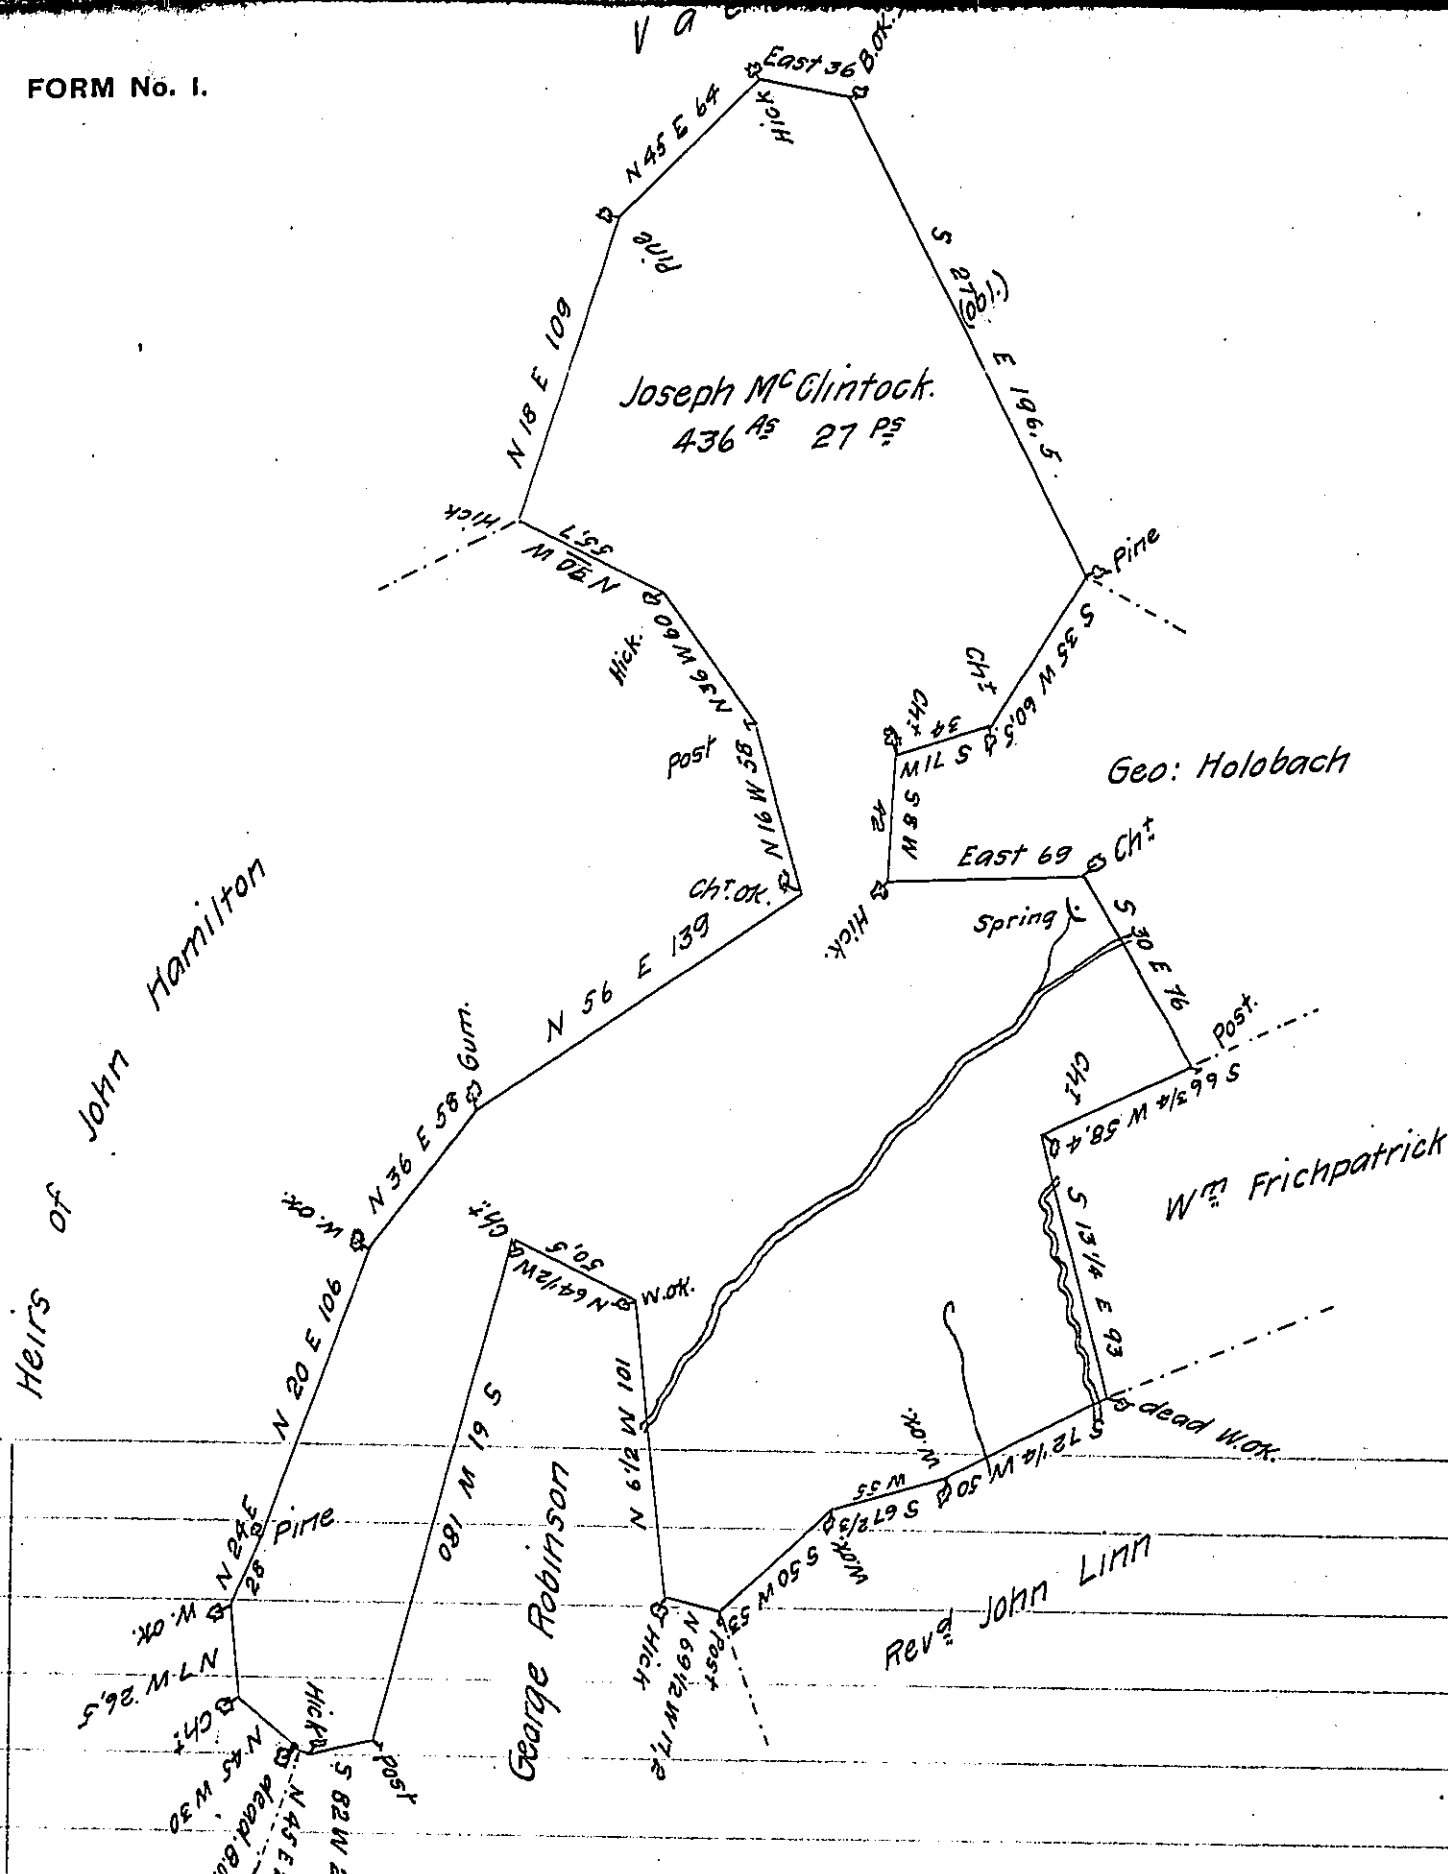 FORM No. 1.
East 36
B.OK.
Hick
N 45 E 64
Pine
N 18 E 109
S 27 (19) E 196,5
Joseph McClintock.
436 As 27 Ps
Hick
N 70 W
55,7
Pine
Hick.
N36 W 60
S 35 W 60,5
Cht
Cht
34
S 71 W
Post
N 16 W 58
S 8 W
42
Geo: Holobach
Cht. OK.
Hick.
East 69
Cht
Spring
S 30 E 76
Post.
N 56 E 139
Heirs of John Hamilton
Gum.
N 36 E 58
S 66 3/4 W 58,4
Cht
Wm Frichpatrick
W. OK.
Cht
50,5
N 64 1/2 W
W.OK.
S 13 1/4 E 93
N 20 E 106
S 19 W 180
N 6 1/2 W 101
dead W.OK.
S 72 1/4 W 50
W. OK.
S 67 2/3 W 55
W.OK.
S 50 W 53
Pine
N 24 E
28
W. OK.
George Robinson
Revd John Linn
Hick
Post
N 69 1/2 W 17,2
N 7 W 26,5
Cht
Hick
Post
N 45 W 30
dead B.
N 45 E
S 82 W